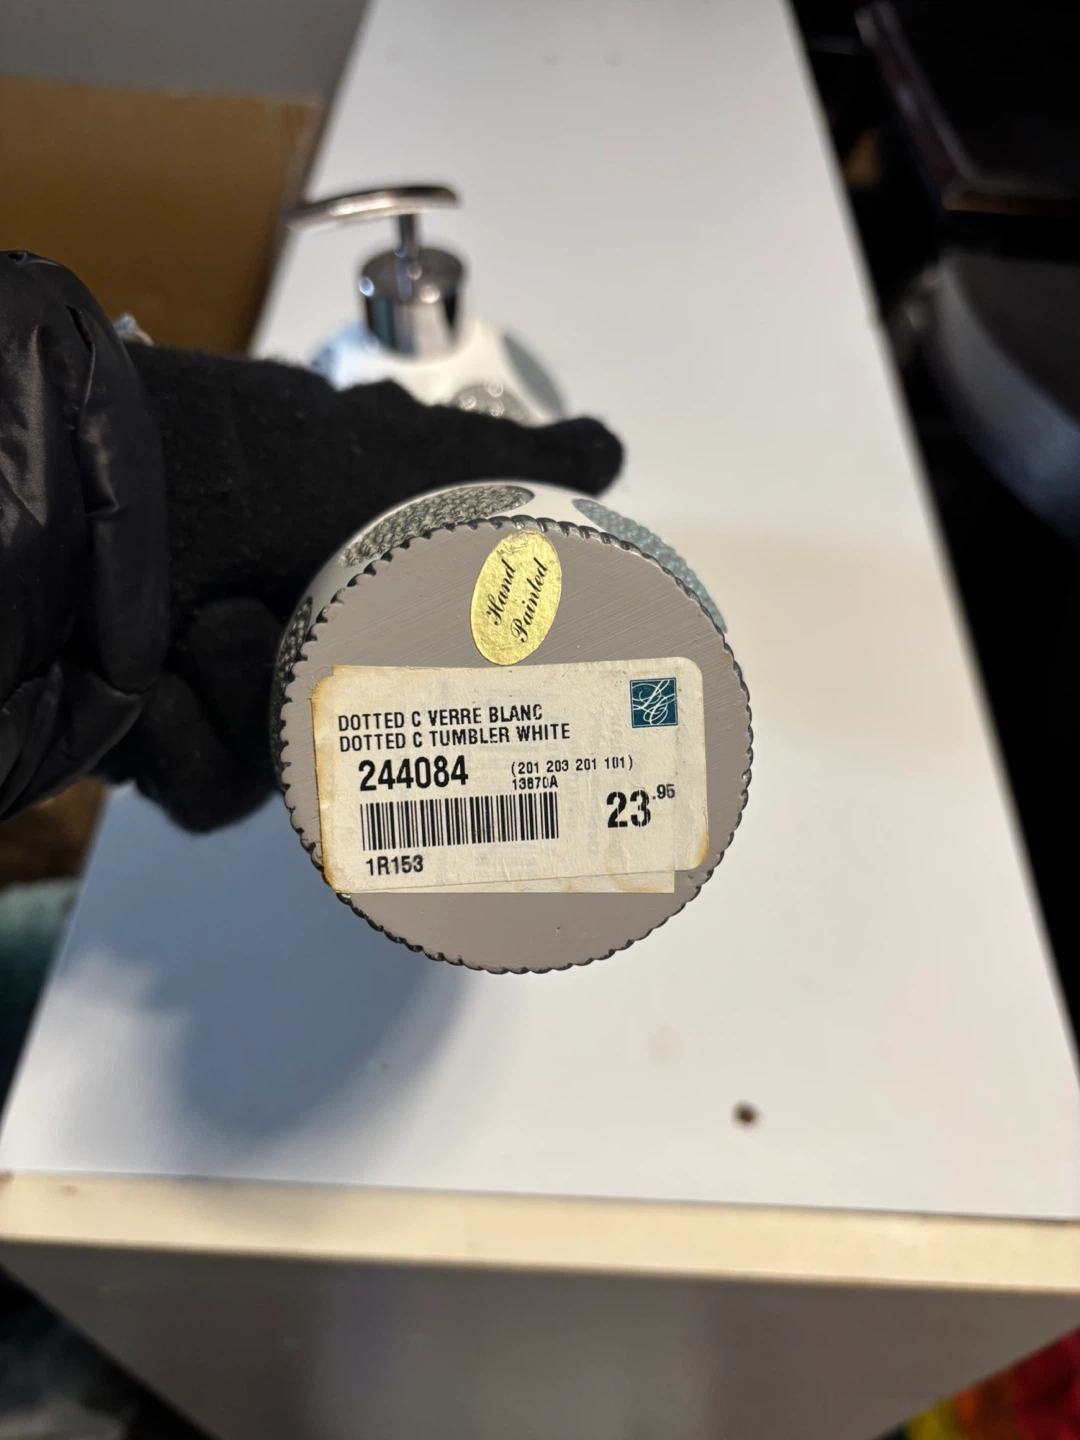 Hand
Painted
DOTTED C VERRE BLANC
DOTTED C TUMBLER WHITE
244084 (201 203 201 101)
13870A
23.95
1R153